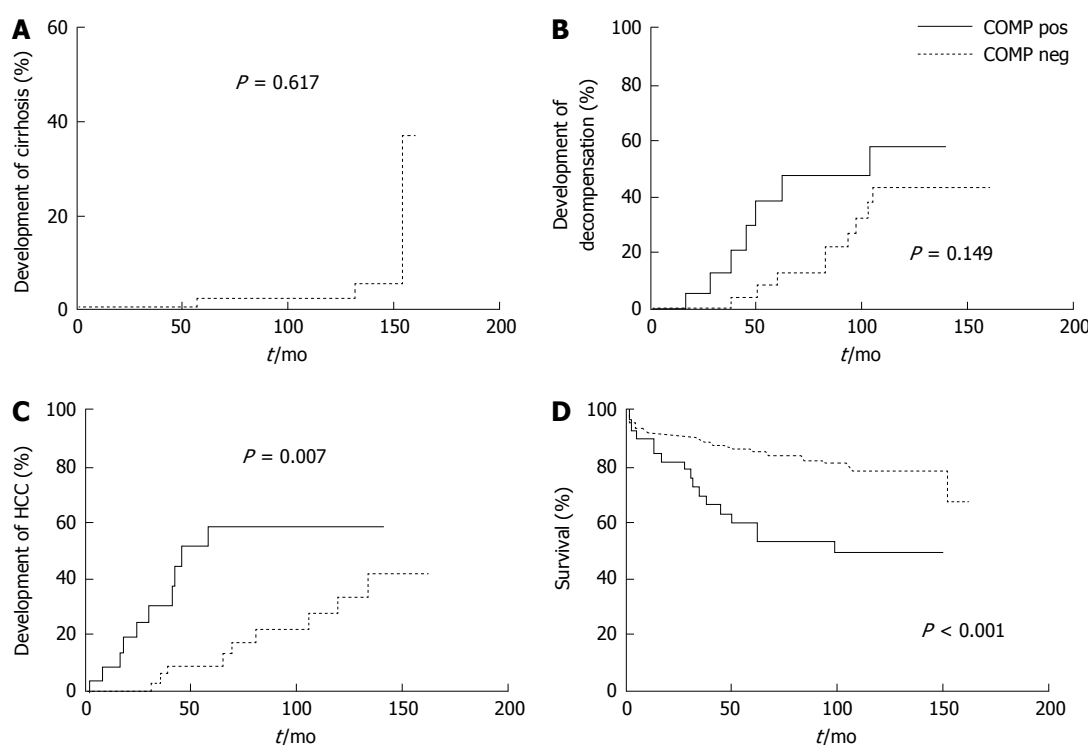 A
60
40
20
0
Development of cirrhosis (%)
P = 0.617
0 50 100 150 200
t/mo
B
100
80
60
40
20
0
Development of
decompensation (%)
COMP pos
COMP neg
P = 0.149
0 50 100 150 200
t/mo
C
100
80
60
40
20
0
Development of HCC (%)
P = 0.007
0 50 100 150 200
t/mo
D
100
80
60
40
20
0
Survival (%)
P < 0.001
0 50 100 150 200
t/mo